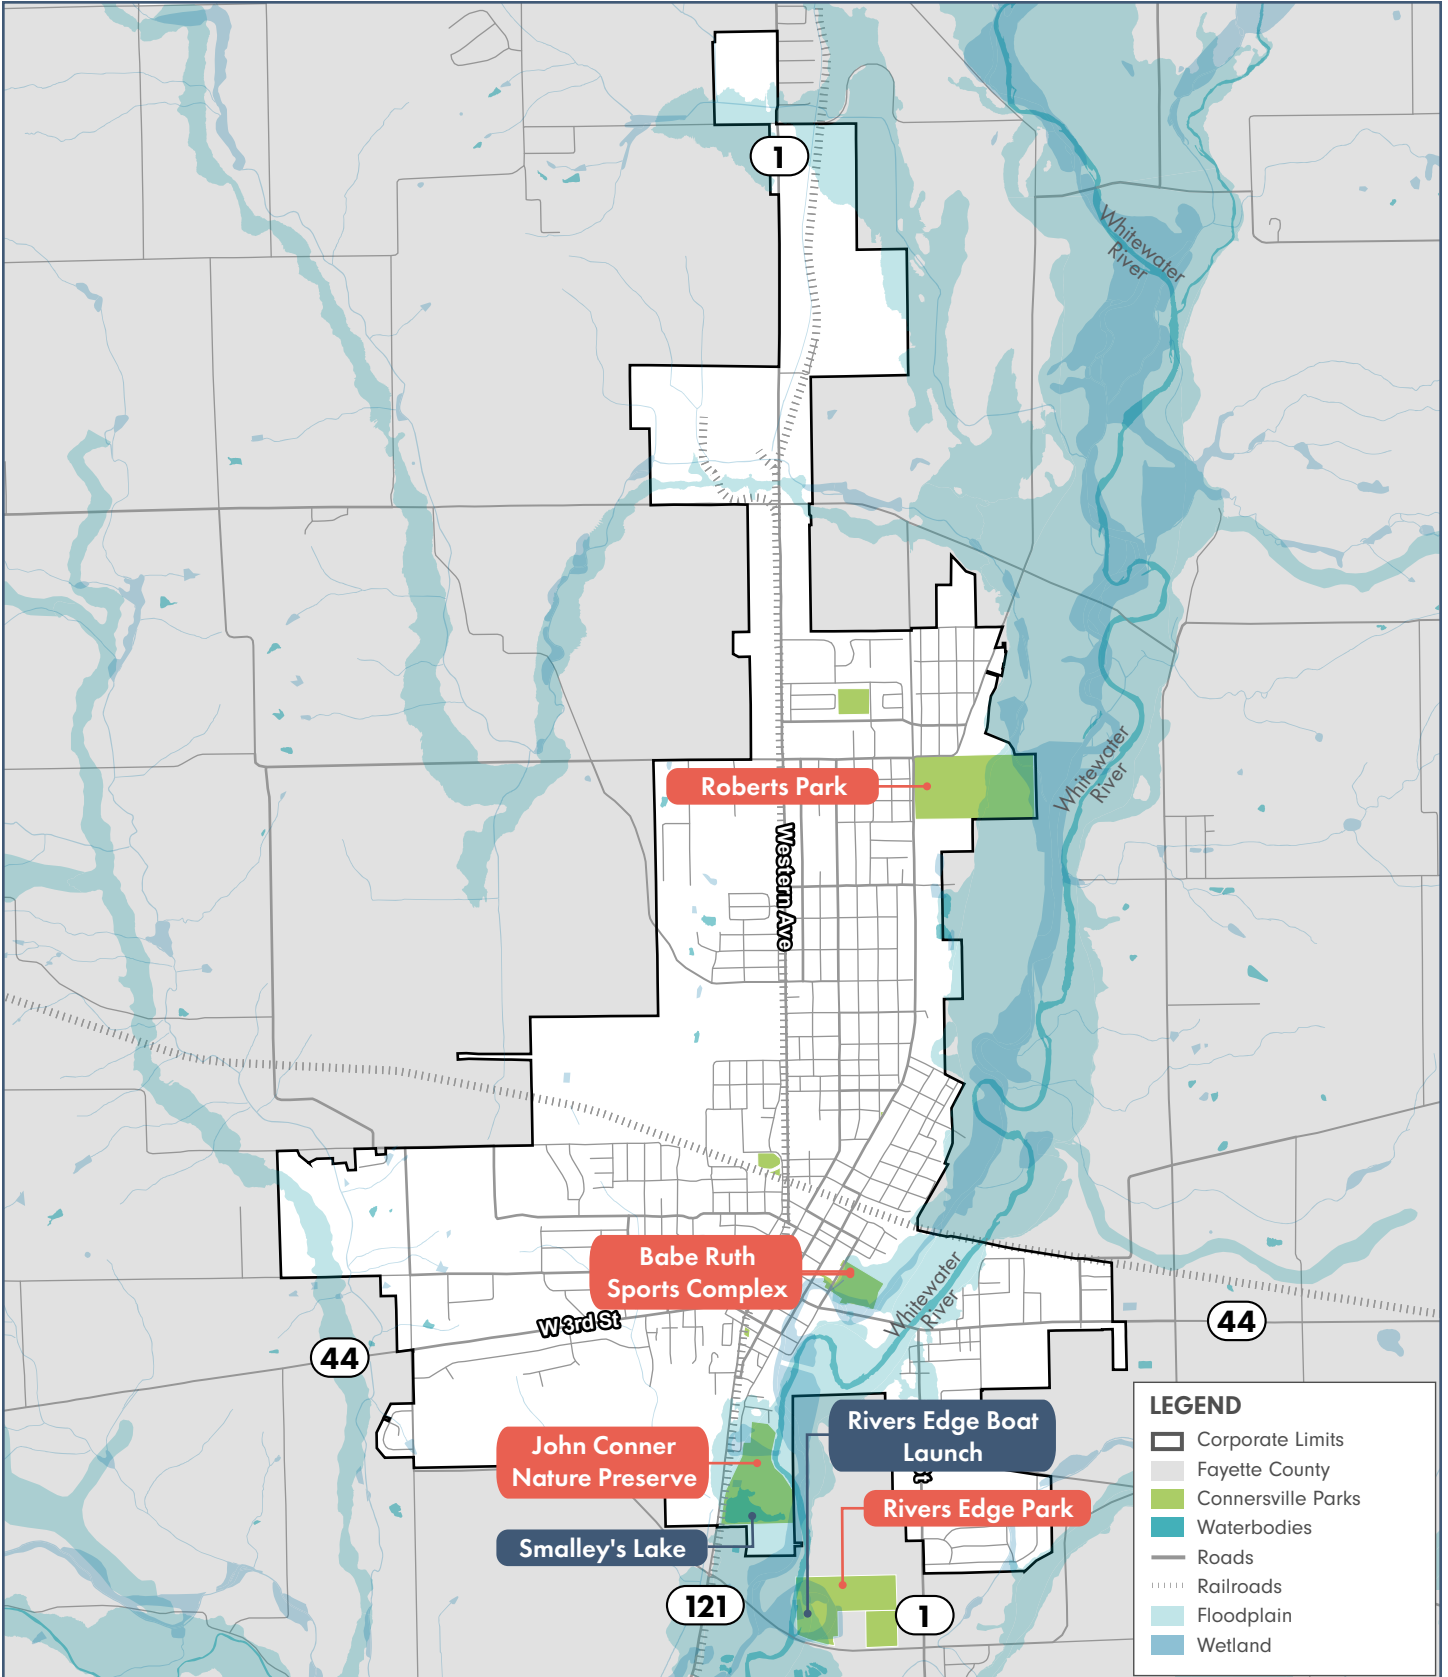 1
Whitewater
River
Roberts Park
Whitewater
River
Western Ave
Babe Ruth
Sports Complex
Whitewater
River
W 3rd St
44
44
John Conner
Nature Preserve
Rivers Edge Boat
Launch
St
Rivers Edge Park
Smalley's Lake
121
1
LEGEND
Corporate Limits
Fayette County
Connersville Parks
Waterbodies
Roads
Railroads
Floodplain
Wetland